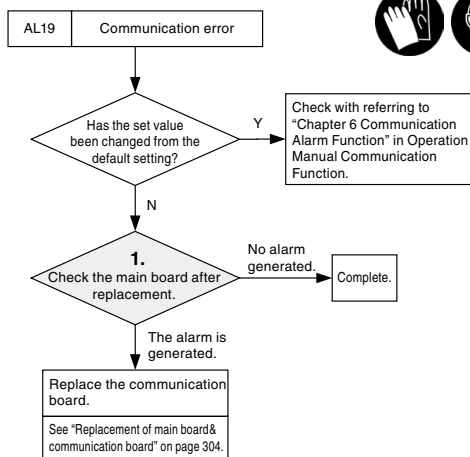 AL19
Communication error
Has the set value
been changed from the
default setting?
Y
Check with referring to
“Chapter 6 Communication
Alarm Function” in Operation
Manual Communication
Function.
N
1.
Check the main board after
replacement.
No alarm
generated.
Complete.
The alarm is
generated.
Replace the communication
board.
See “Replacement of main board&
communication board” on page 304.